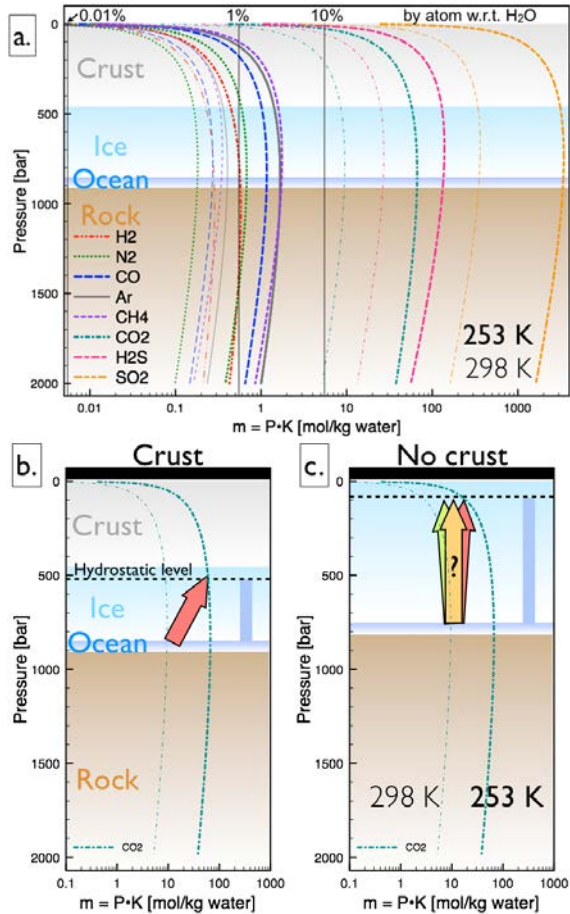 a.
0.01% 1% 10% by atom w.r.t. H₂O
Crust
Ice
Ocean
Rock
H2
N2
CO
Ar
CH4
CO2
H2S
SO2
253 K
298 K
Pressure [bar]
0
500
1000
1500
2000
0.01 0.1 1 10 100 1000
m = P•K [mol/kg water]
b.
Crust
Crust
Hydrostatic level
Ice
Ocean
Rock
CO2
Pressure [bar]
0
500
1000
1500
2000
0.1 1 10 100 1000
m = P•K [mol/kg water]
c.
No crust
?
298 K 253 K
CO2
Pressure [bar]
0
500
1000
1500
2000
0.1 1 10 100 1000
m = P•K [mol/kg water]